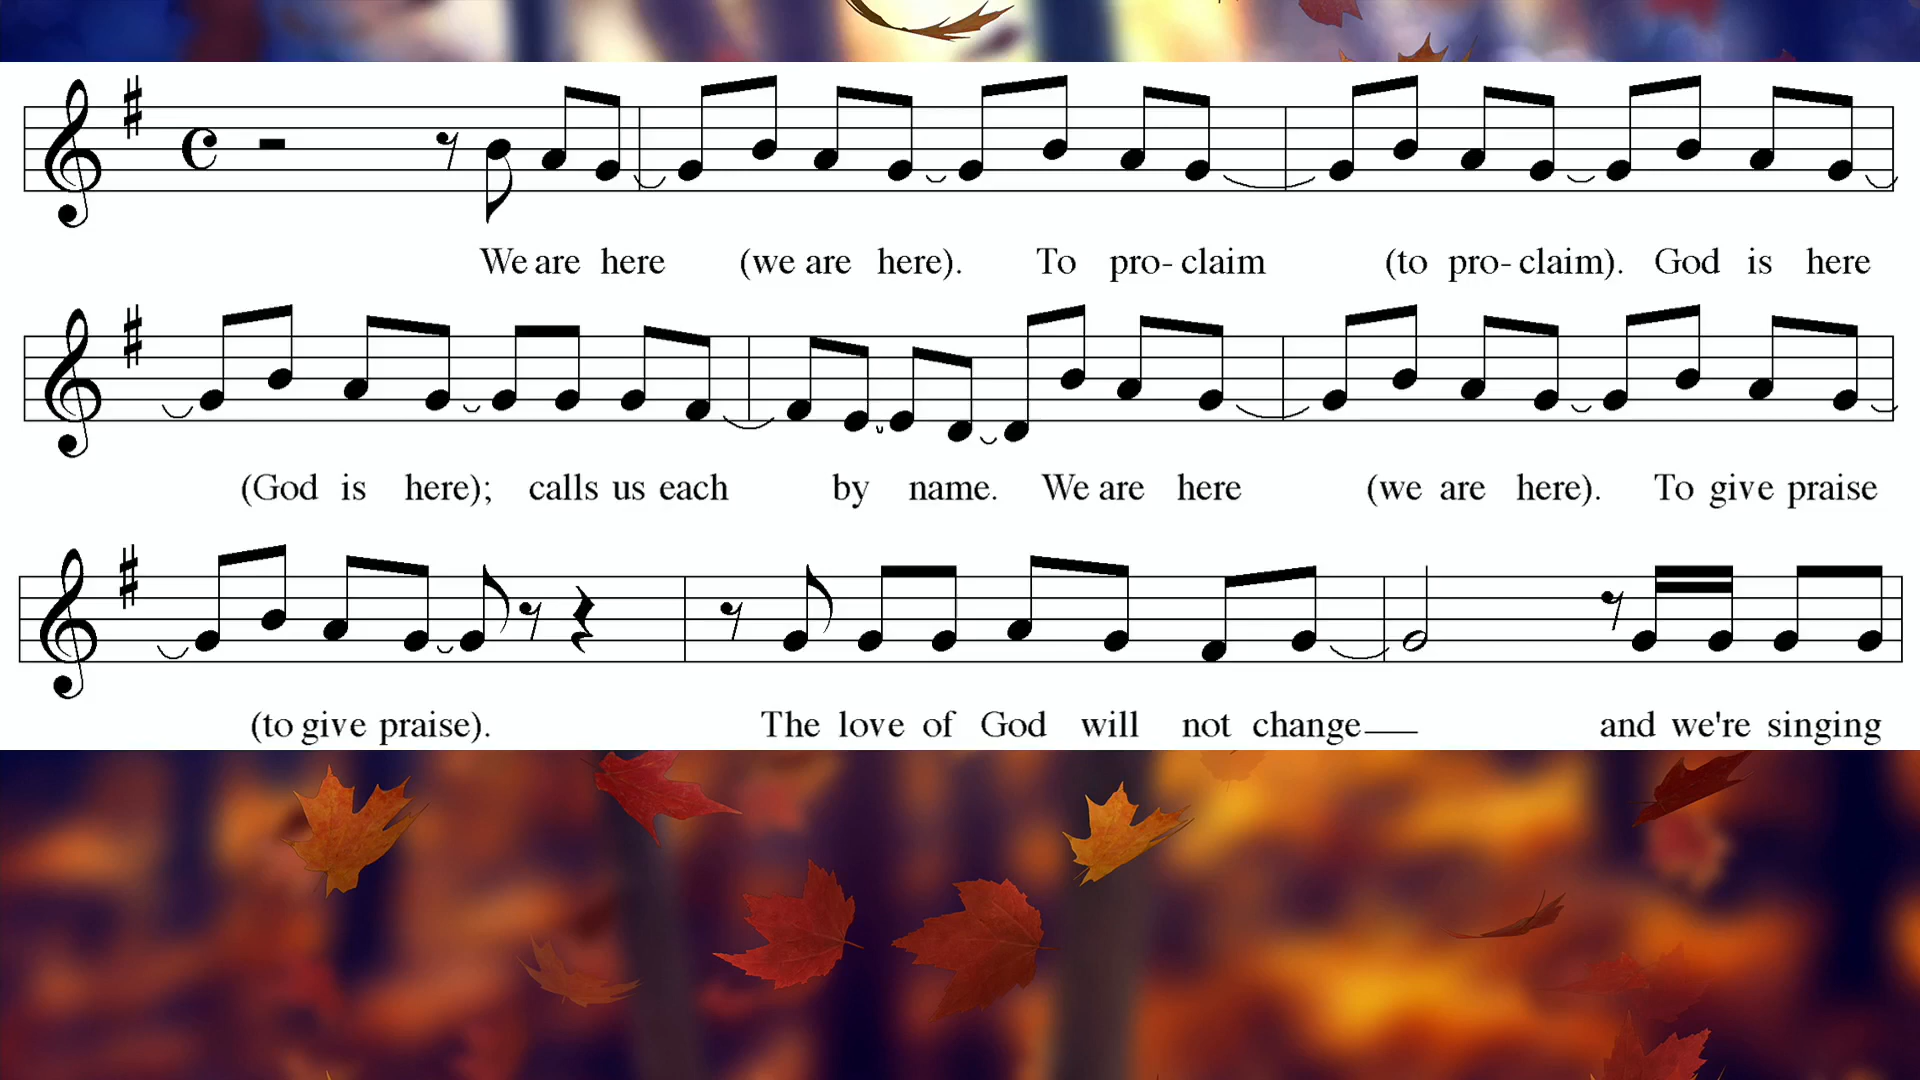 We are here (we are here). To pro- claim (to pro- claim). God is here
(God is here); calls us each by name. We are here (we are here). To give praise
(to give praise). The love of God will not change and we're singing